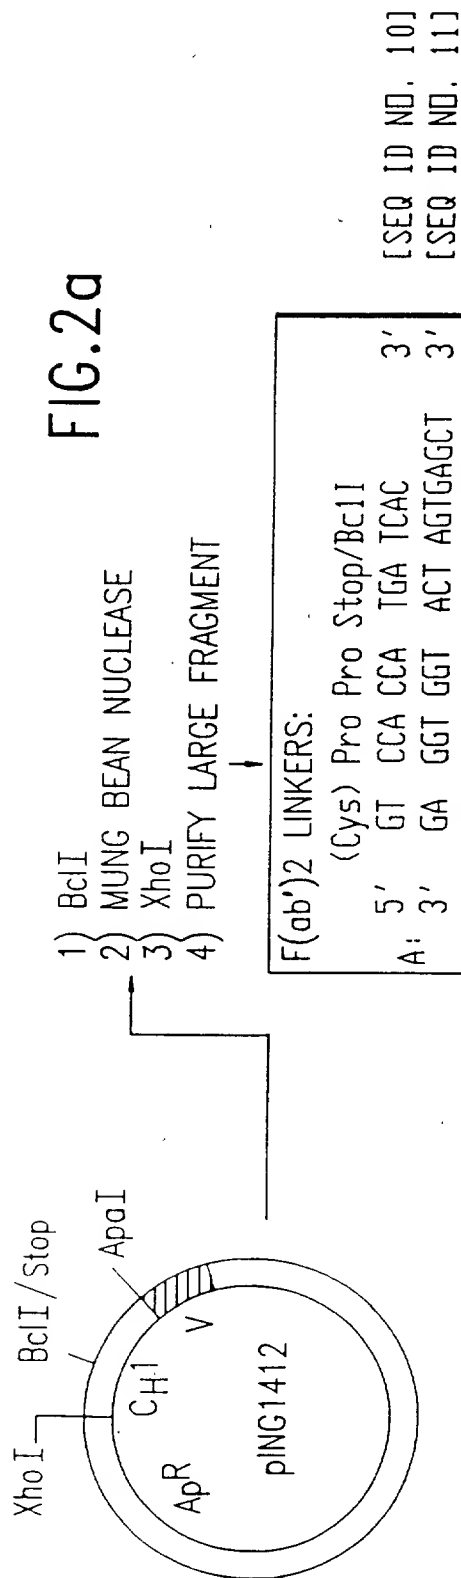 FIG.2a
XhoI
BclI/Stop
ApaI
CH1
V
ApR
pING1412
1) BclI
2) MUNG BEAN NUCLEASE
3) XhoI
4) PURIFY LARGE FRAGMENT
F(ab')2 LINKERS:
(Cys) Pro Pro Stop/BclI
5' GT CCA CCA TGA TCAC 3' [SEQ ID NO. 10]
A: 3' GA GGT GGT ACT AGTGAGCT 3' [SEQ ID NO. 11]